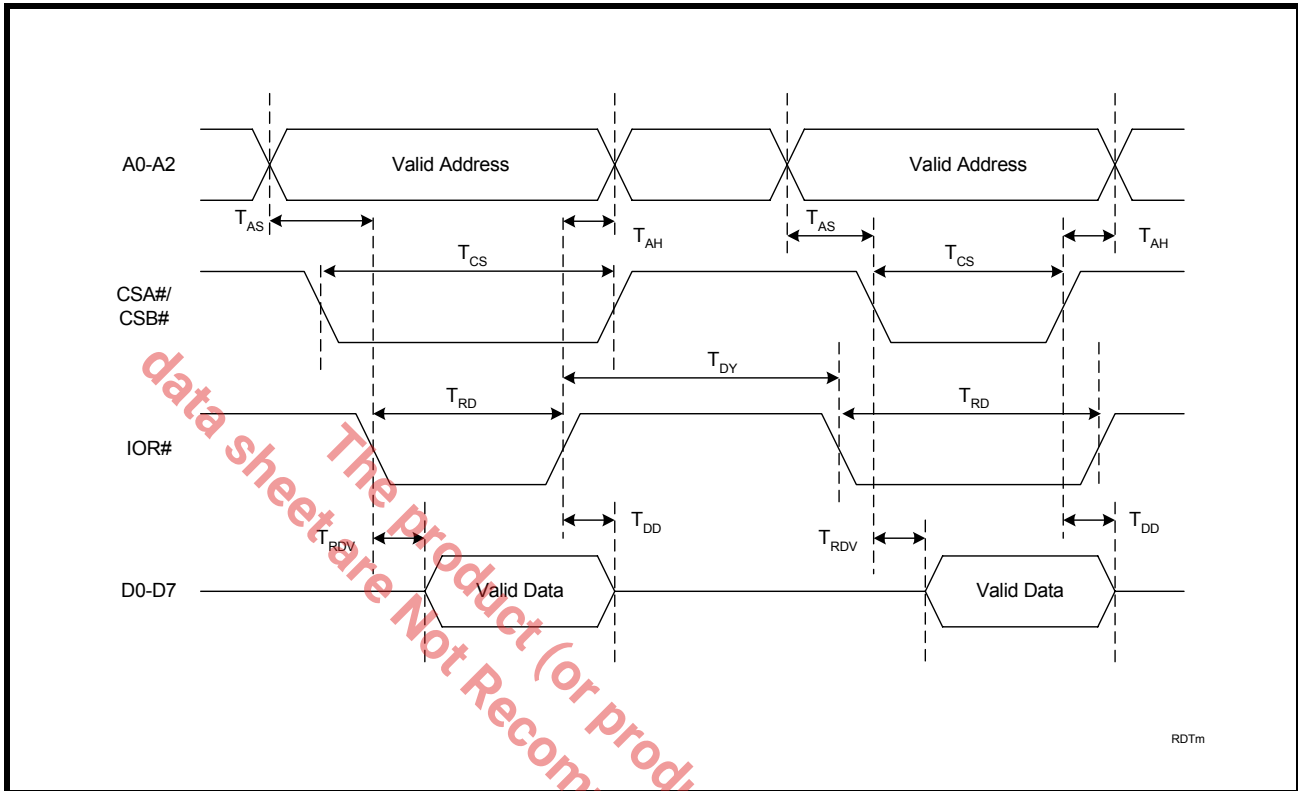 A0-A2
Valid Address
Valid Address
TAS
TAH
TAS
TAH
TCS
TCS
CSA#/
CSB#
TDY
TRD
TRD
IOR#
TRDV
TDD
TRDV
TDD
D0-D7
Valid Data
Valid Data
The product (or produ
data sheet are Not Recom
RDTm